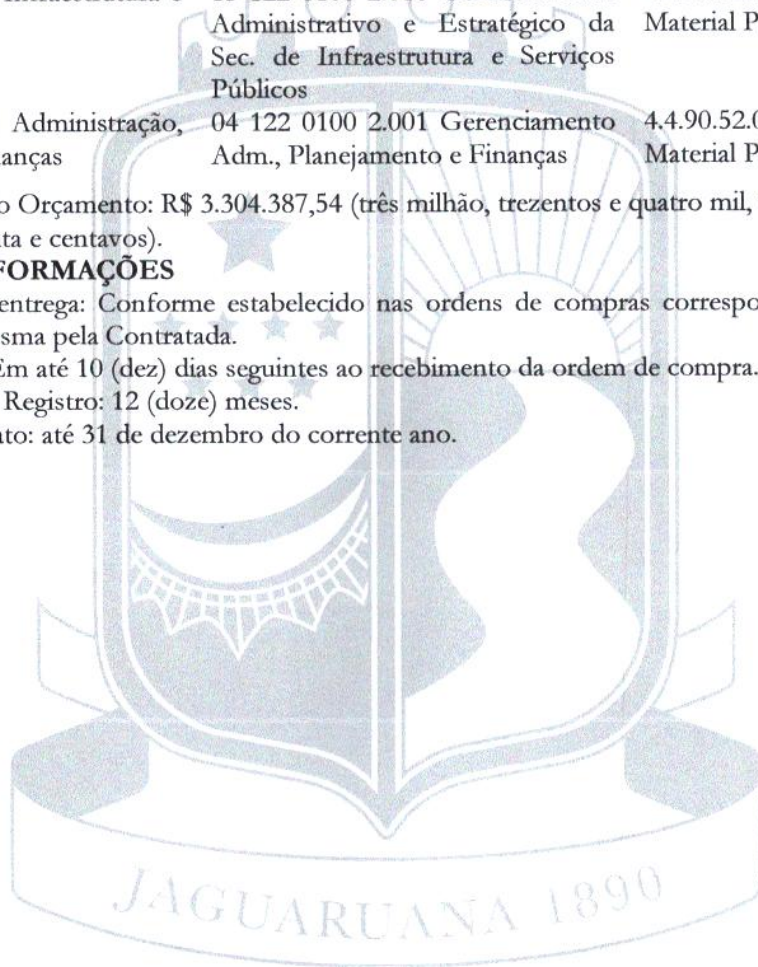 Administrativo e Estratégico da Material P
Sec. de Infraestrutura e Serviços
Públicos
Administração, 04 122 0100 2.001 Gerenciamento 4.4.90.52.0
anças Adm., Planejamento e Finanças Material P
o Orçamento: R$ 3.304.387,54 (três milhão, trezentos e quatro mil,
ta e centavos).
FORMAÇÕES
entrega: Conforme estabelecido nas ordens de compras correspo
sma pela Contratada.
Em até 10 (dez) dias seguintes ao recebimento da ordem de compra.
Registro: 12 (doze) meses.
nto: até 31 de dezembro do corrente ano.
JAGUARUANA 1890